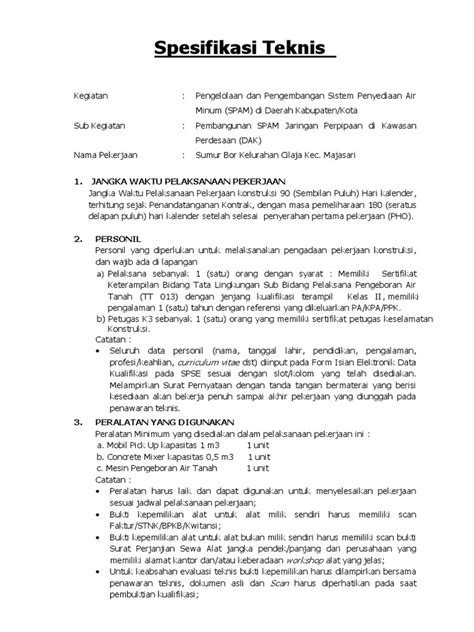 Spesifikasi Teknis
Kegiatan : Pengelolaan dan Pengembangan Sistem Penyediaan Air
Minum (SPAM) di Daerah Kabupaten/Kota
Sub Kegiatan : Pembangunan SPAM Jaringan Perpipaan di Kawasan
Perdesaan (DAK)
Nama Pekerjaan : Sumur Bor Kelurahan Cilaja Kec. Majasari
1. JANGKA WAKTU PELAKSANAAN PEKERJAAN
Jangka Waktu Pelaksanaan Pekerjaan konstruksi 90 (Sembilan Puluh) Hari kalender,
terhitung sejak Penandatanganan Kontrak, dengan masa pemeliharaan 180 (seratus
delapan puluh) hari kalender setelah selesai penyerahan pertama pekerjaan (PHO).
2. PERSONIL
Personil yang diperlukan untuk melaksanakan pengadaan pekerjaan konstruksi,
dan wajib ada di lapangan
a) Pelaksana sebanyak 1 (satu) orang dengan syarat : Memiliki Sertifikat
Keterampilan Bidang Tata Lingkungan Sub Bidang Pelaksana Pengeboran Air
Tanah (TT 013) dengan jenjang kualifikasi terampil Kelas II, memiliki
pengalaman 1 (satu) tahun dengan referensi yang dikeluarkan PA/KPA/PPK.
b) Petugas K3 sebanyak 1 (satu) orang yang memiliki sertifikat petugas keselamatan
Konstruksi.
Catatan :
• Seluruh data personil (nama, tanggal lahir, pendidikan, pengalaman,
profesi/keahlian, curriculum vitae dst) diinput pada Form Isian Elektronik Data
Kualifikasi pada SPSE sesuai dengan slot/kolom yang telah disediakan.
Melampirkan Surat Pernyataan dengan tanda tangan bermaterai yang berisi
kesediaan akan bekerja penuh sampai akhir pekerjaan yang diunggah pada
penawaran teknis.
3. PERALATAN YANG DIGUNAKAN
Peralatan Minimum yang disediakan dalam pelaksanaan pekerjaan ini :
a. Mobil Pick Up kapasitas 1 m3 1 unit
b. Concrete Mixer kapasitas 0,5 m3 1 unit
c. Mesin Pengeboran Air Tanah 1 unit
Catatan :
• Peralatan harus laik dan dapat digunakan untuk menyelesaikan pekerjaan
sesuai jadwal pelaksanaan pekerjaan;
• Bukti kepemilikan alat untuk alat milik sendiri harus memiliki scan
Faktur/STNK/BPKB/Kwitansi;
• Bukti kepemilikan alat untuk alat bukan milik sendiri harus memiliki scan bukti
Surat Perjanjian Sewa Alat jangka pendek/panjang dari perusahaan yang
memiliki alamat kantor dan/atau keberadaan workshop alat yang jelas;
• Untuk keabsahan evaluasi teknis bukti kepemilikan harus dilampirkan bersama
penawaran teknis, dokumen asli dan Scan harus diperhatikan pada saat
pembuktian kualifikasi;